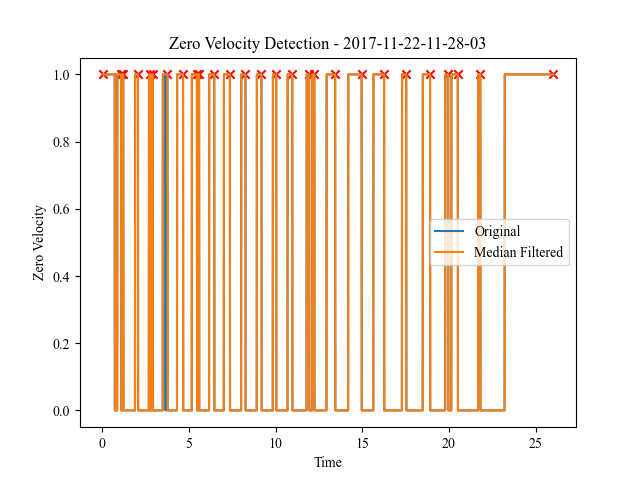 Zero Velocity Detection - 2017-11-22-11-28-03
1.0
0.8
0.6
0.4
0.2
0.0
Zero Velocity
Original
Median Filtered
0 5 10 15 20 25
Time